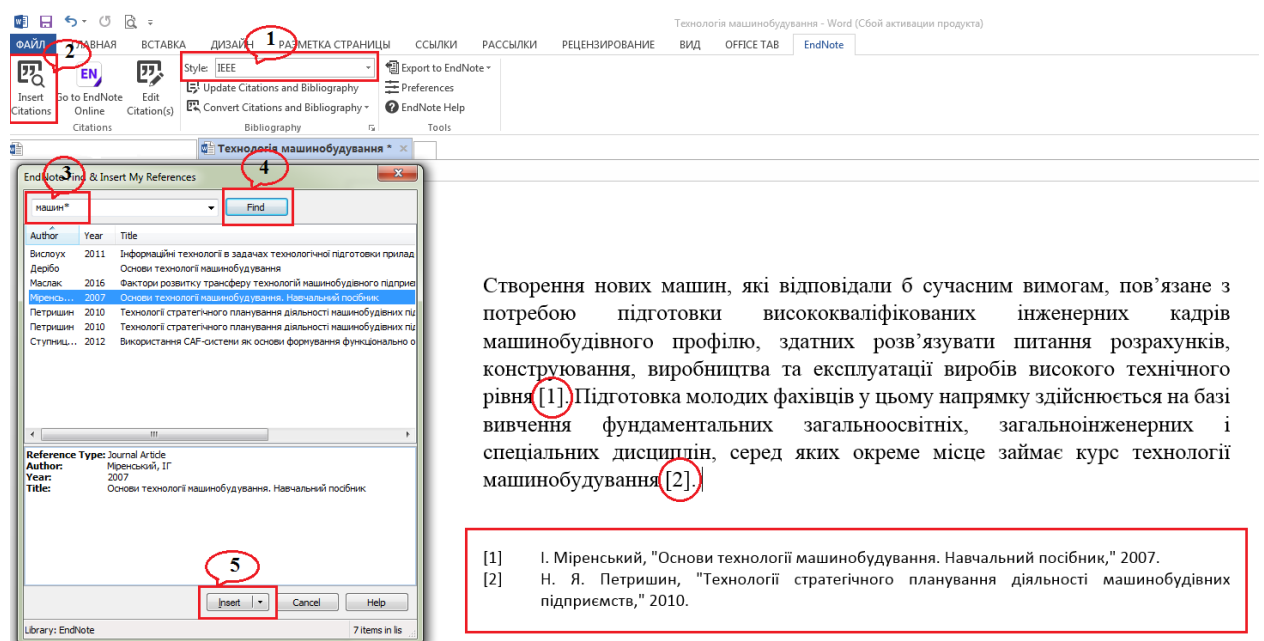 Технологія машинобудування - Word (Сбой активации продукта)
ФАЙЛ ГЛАВНАЯ ВСТАВКА ДИЗАЙН РАЗМЕТКА СТРАНИЦЫ ССЫЛКИ РАССЫЛКИ РЕЦЕНЗИРОВАНИЕ ВИД OFFICE TAB EndNote
1
2
Insert Citations
EN
Go to EndNote Online
Edit Citation(s)
Citations
Style: IEEE
Update Citations and Bibliography
Convert Citations and Bibliography
Bibliography
Export to EndNote
Preferences
EndNote Help
Tools
Технологія машинобудування *
3
4
EndNote Find & Insert My References
машин*
Find
Author Year Title
Вислоух 2011 Інформаційні технології в задачах технологічної підготовки прилад
Дерібо Основи технології машинобудування
Маслак 2016 Фактори розвитку трансферу технологій машинобудівного підприє
Міренсь... 2007 Основи технології машинобудування. Навчальний посібник
Петришин 2010 Технології стратегічного планування діяльності машинобудівних під
Петришин 2010 Технології стратегічного планування діяльності машинобудівних під
Ступниц... 2012 Використання CAF-системи як основи формування функціонально о
Reference Type: Journal Article
Author: Міренський, ІГ
Year: 2007
Title: Основи технології машинобудування. Навчальний посібник
5
Insert Cancel Help
Library: EndNote 7 items in lis
Створення нових машин, які відповідали б сучасним вимогам, пов’язане з
потребою підготовки висококваліфікованих інженерних кадрів
машинобудівного профілю, здатних розв’язувати питання розрахунків,
конструювання, виробництва та експлуатації виробів високого технічного
рівня [1]. Підготовка молодих фахівців у цьому напрямку здійснюється на базі
вивчення фундаментальних загальноосвітніх, загальноінженерних і
спеціальних дисциплін, серед яких окреме місце займає курс технології
машинобудування [2].
[1] І. Міренський, "Основи технології машинобудування. Навчальний посібник," 2007.
[2] Н. Я. Петришин, "Технології стратегічного планування діяльності машинобудівних
підприємств," 2010.